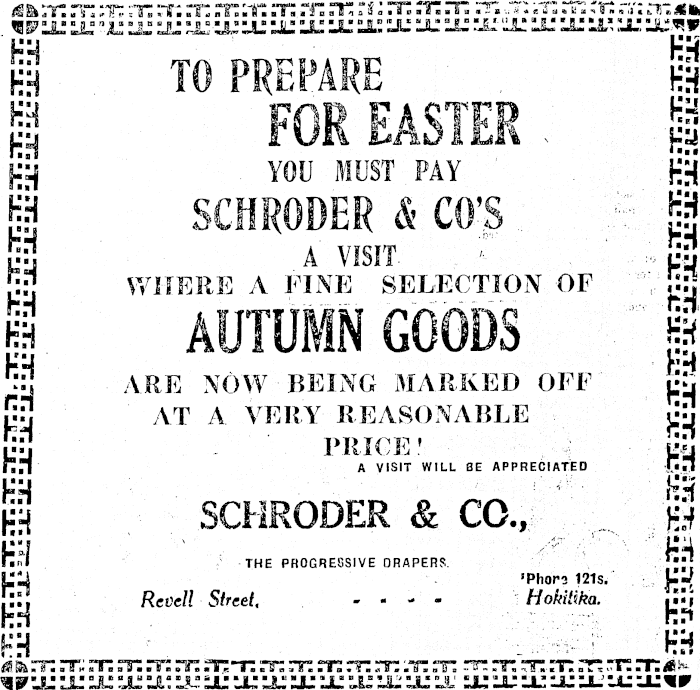 TO PREPARE
FOR EASTER
YOU MUST PAY
SCHRODER & CO'S
A VISIT
WHERE A FINE SELECTION OF
AUTUMN GOODS
ARE NOW BEING MARKED OFF
AT A VERY REASONABLE
PRICE!
A VISIT WILL BE APPRECIATED
SCHRODER & CO.,
THE PROGRESSIVE DRAPERS.
'Phone 121s.
Revell Street, - - - - Hokitika.